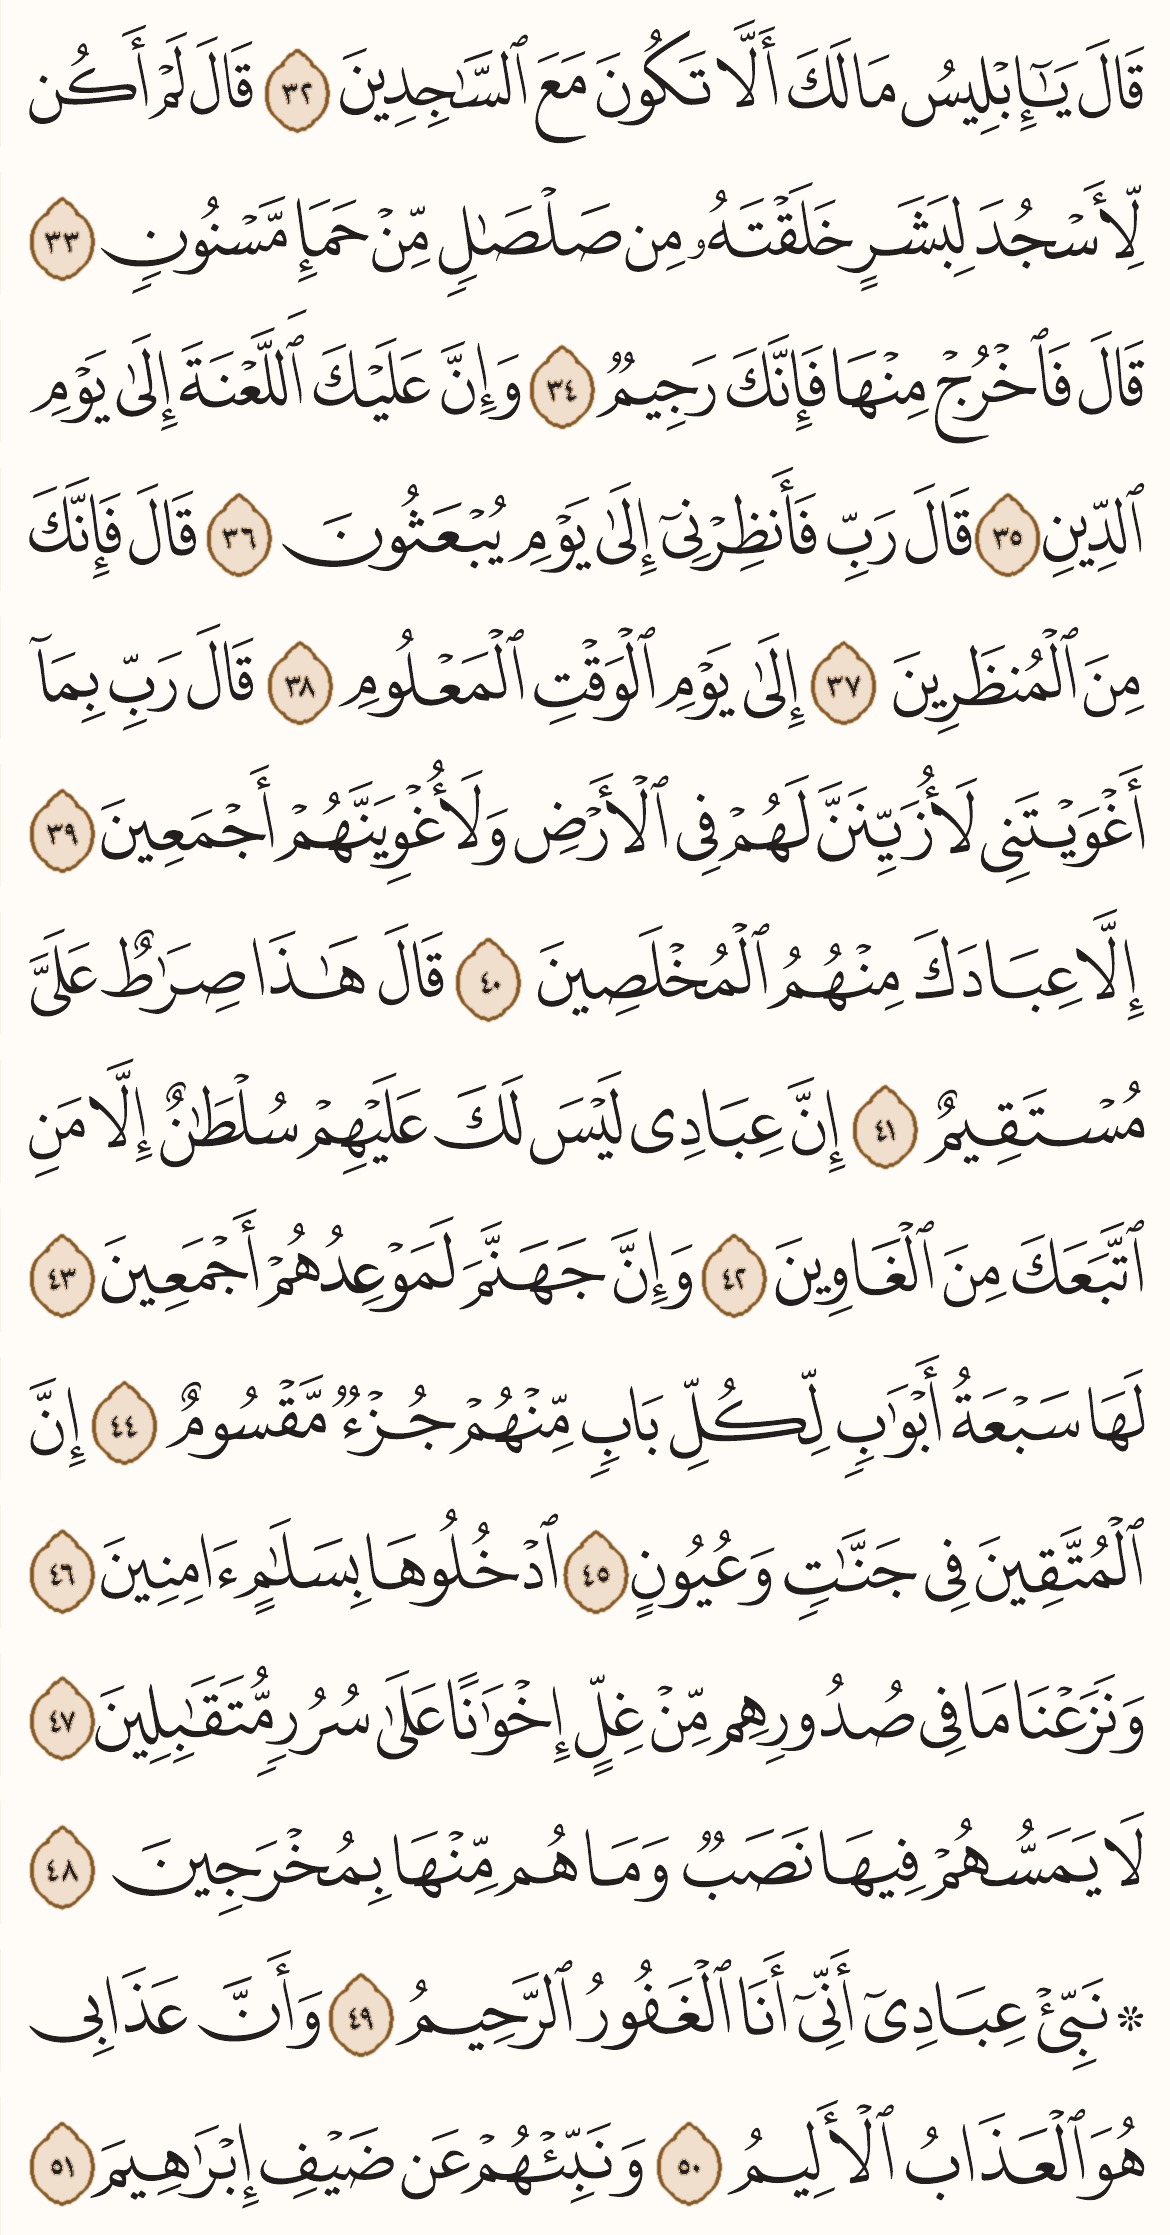 قَالَ يَـٰٓإِبْلِيسُ مَا لَكَ أَلَّا تَكُونَ مَعَ ٱلسَّـٰجِدِينَ ٣٢ قَالَ لَمْ أَكُن
لِّأَسْجُدَ لِبَشَرٍ خَلَقْتَهُۥ مِن صَلْصَـٰلٍ مِّنْ حَمَإٍ مَّسْنُونٍ ٣٣
قَالَ فَٱخْرُجْ مِنْهَا فَإِنَّكَ رَجِيمٌ ٣٤ وَإِنَّ عَلَيْكَ ٱللَّعْنَةَ إِلَىٰ يَوْمِ
ٱلدِّينِ ٣٥ قَالَ رَبِّ فَأَنظِرْنِىٓ إِلَىٰ يَوْمِ يُبْعَثُونَ ٣٦ قَالَ فَإِنَّكَ
مِنَ ٱلْمُنظَرِينَ ٣٧ إِلَىٰ يَوْمِ ٱلْوَقْتِ ٱلْمَعْلُومِ ٣٨ قَالَ رَبِّ بِمَآ
أَغْوَيْتَنِى لَأُزَيِّنَنَّ لَهُمْ فِى ٱلْأَرْضِ وَلَأُغْوِيَنَّهُمْ أَجْمَعِينَ ٣٩
إِلَّا عِبَادَكَ مِنْهُمُ ٱلْمُخْلَصِينَ ٤٠ قَالَ هَـٰذَا صِرَٰطٌ عَلَىَّ
مُسْتَقِيمٌ ٤١ إِنَّ عِبَادِى لَيْسَ لَكَ عَلَيْهِمْ سُلْطَـٰنٌ إِلَّا مَنِ
ٱتَّبَعَكَ مِنَ ٱلْغَاوِينَ ٤٢ وَإِنَّ جَهَنَّمَ لَمَوْعِدُهُمْ أَجْمَعِينَ ٤٣
لَهَا سَبْعَةُ أَبْوَٰبٍ لِّكُلِّ بَابٍ مِّنْهُمْ جُزْءٌ مَّقْسُومٌ ٤٤ إِنَّ
ٱلْمُتَّقِينَ فِى جَنَّـٰتٍ وَعُيُونٍ ٤٥ ٱدْخُلُوهَا بِسَلَـٰمٍ ءَامِنِينَ ٤٦
وَنَزَعْنَا مَا فِى صُدُورِهِم مِّنْ غِلٍّ إِخْوَٰنًا عَلَىٰ سُرُرٍ مُّتَقَـٰبِلِينَ ٤٧
لَا يَمَسُّهُمْ فِيهَا نَصَبٌ وَمَا هُم مِّنْهَا بِمُخْرَجِينَ ٤٨
۞ نَبِّئْ عِبَادِىٓ أَنِّىٓ أَنَا ٱلْغَفُورُ ٱلرَّحِيمُ ٤٩ وَأَنَّ عَذَابِى
هُوَ ٱلْعَذَابُ ٱلْأَلِيمُ ٥٠ وَنَبِّئْهُمْ عَن ضَيْفِ إِبْرَٰهِيمَ ٥١